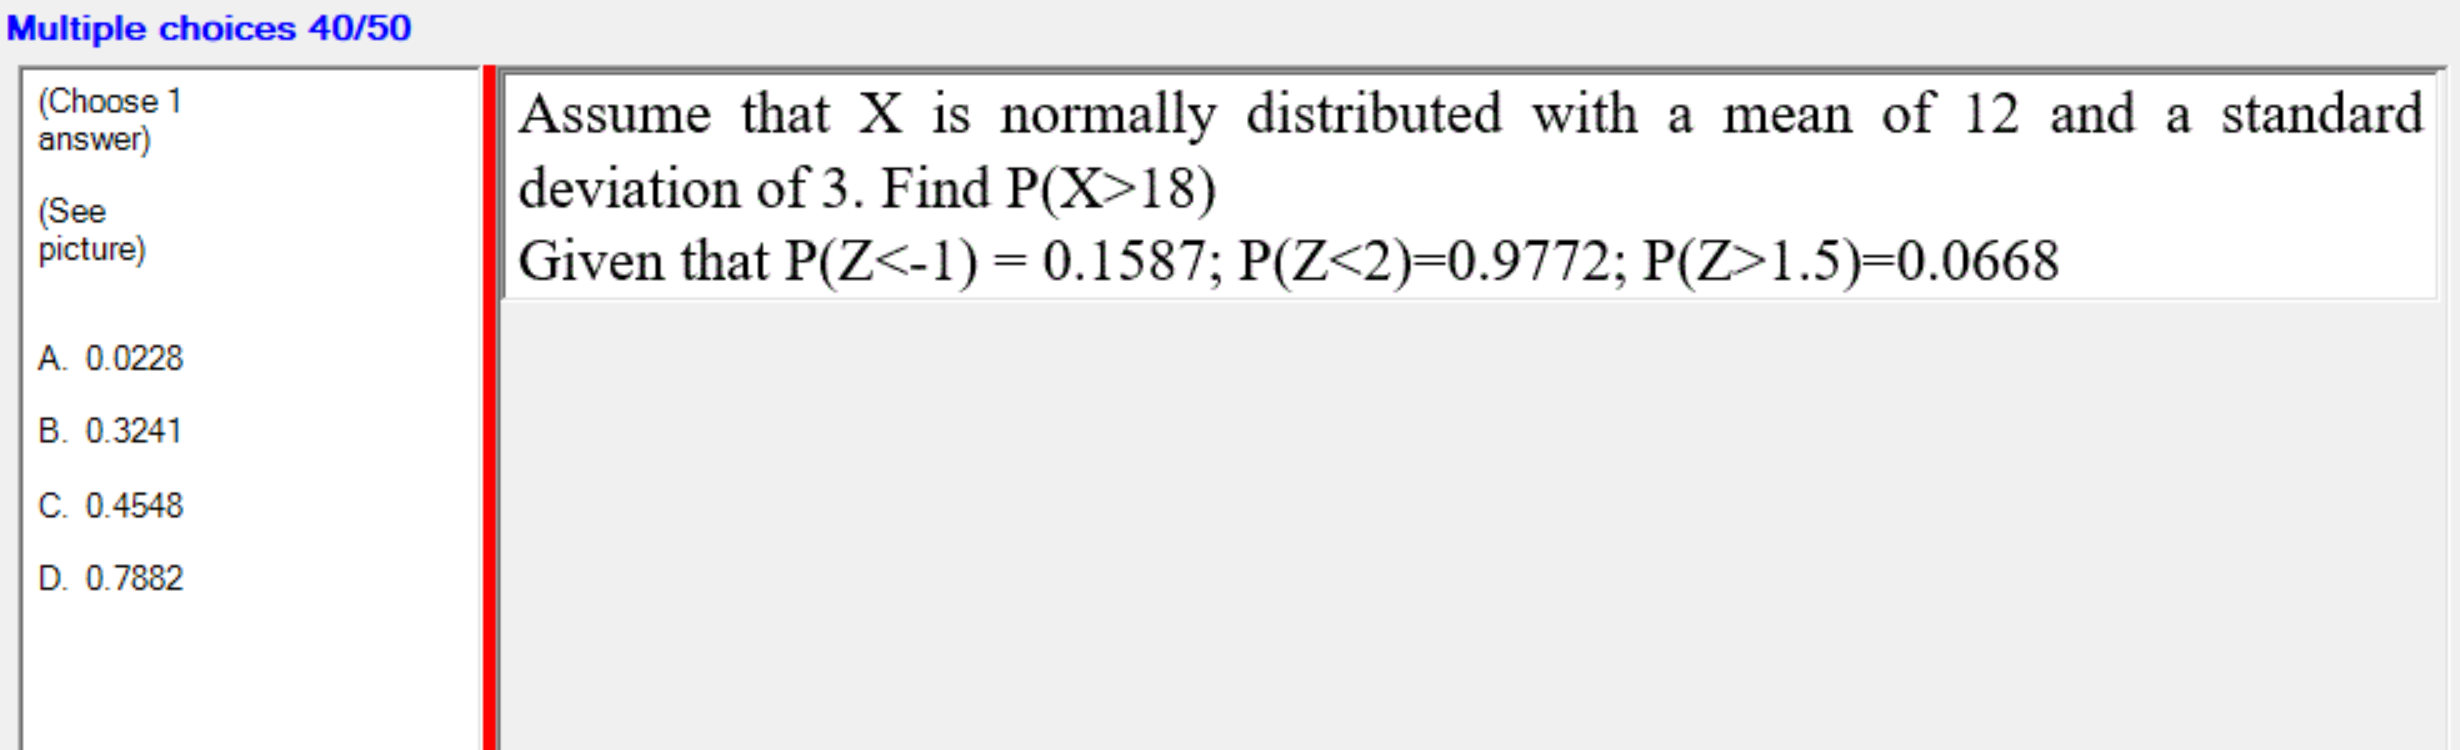 Multiple choices 40/50
(Choose 1
answer)
(See
picture)
A. 0.0228
B. 0.3241
C. 0.4548
D. 0.7882
Assume that X is normally distributed with a mean of 12 and a standard
deviation of 3. Find P(X>18)
Given that P(Z<-1) = 0.1587; P(Z<2)=0.9772; P(Z>1.5)=0.0668